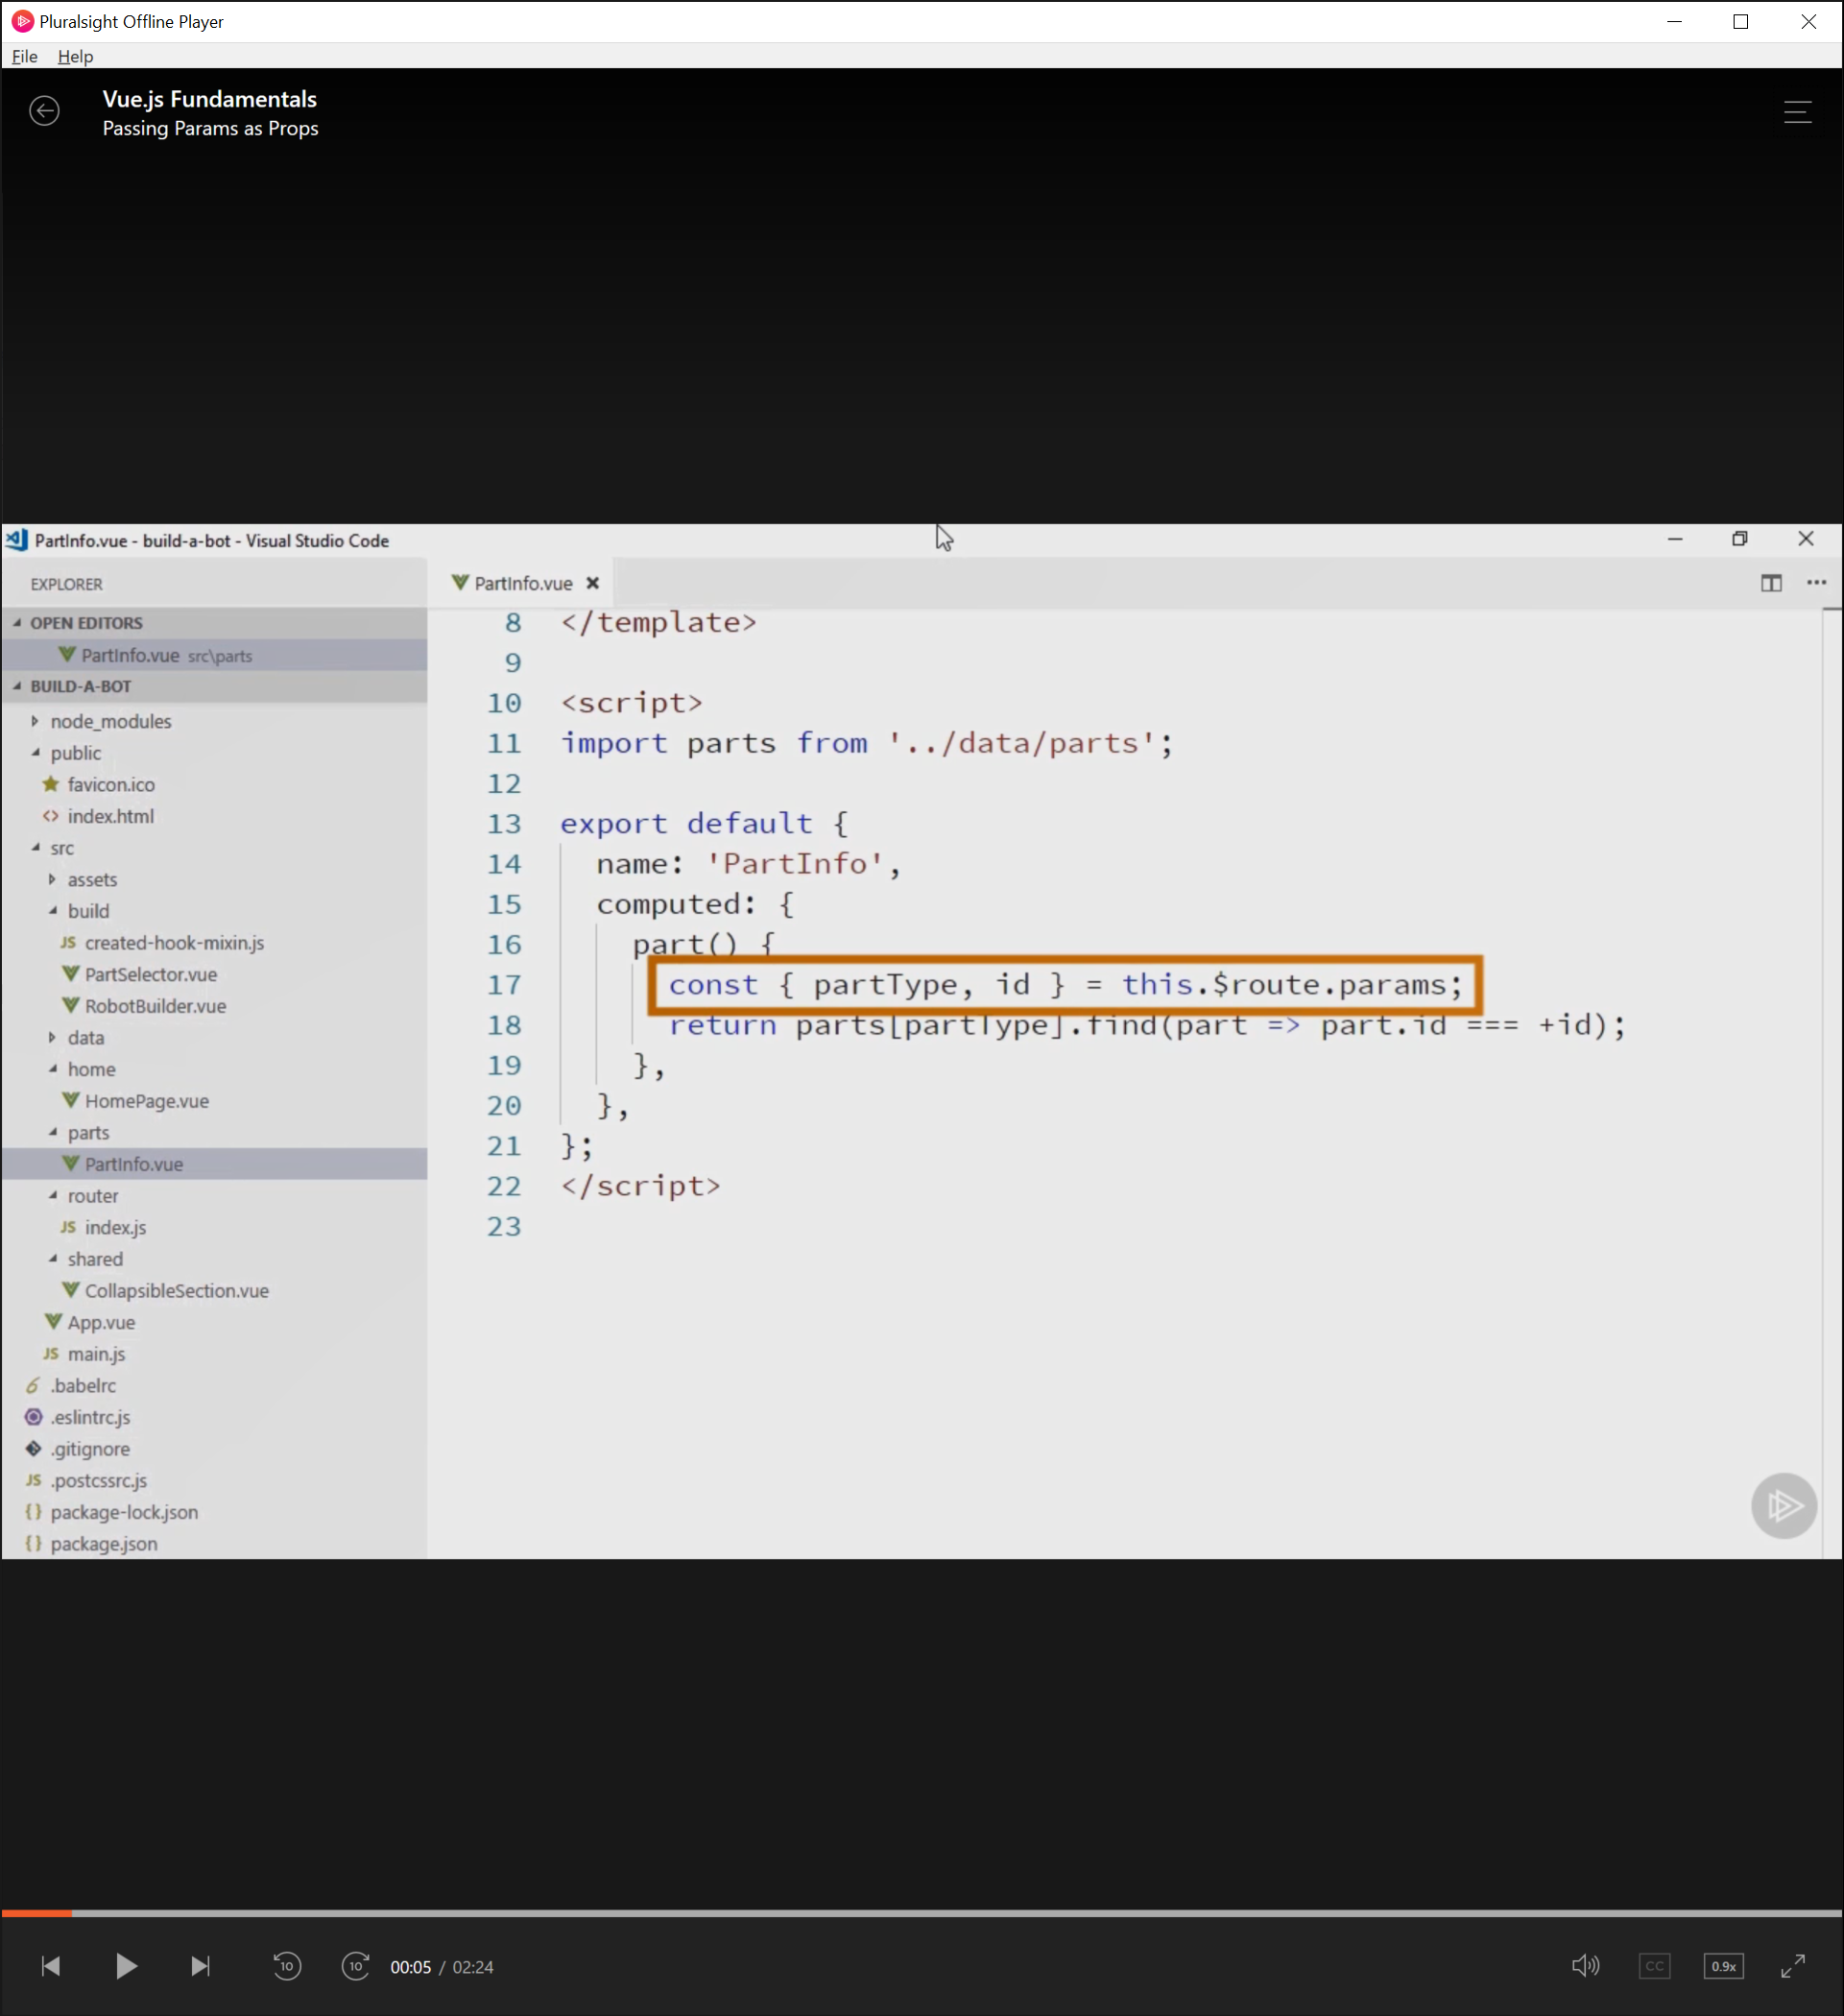 Pluralsight Offline Player
File Help
Vue.js Fundamentals
Passing Params as Props
PartInfo.vue - build-a-bot - Visual Studio Code
EXPLORER
OPEN EDITORS
PartInfo.vue src\parts
BUILD-A-BOT
node_modules
public
favicon.ico
index.html
src
assets
build
JS created-hook-mixin.js
PartSelector.vue
RobotBuilder.vue
data
home
HomePage.vue
parts
PartInfo.vue
router
JS index.js
shared
CollapsibleSection.vue
App.vue
JS main.js
.babelrc
.eslintrc.js
.gitignore
JS .postcssrc.js
{} package-lock.json
{} package.json
PartInfo.vue
8 </template>
9
10 <script>
11 import parts from '../data/parts';
12
13 export default {
14 name: 'PartInfo',
15 computed: {
16 part() {
17 const { partType, id } = this.$route.params;
18 return parts[partType].find(part => part.id === +id);
19 },
20 },
21 };
22 </script>
23
10 10 00:05 / 02:24 CC 0.9x